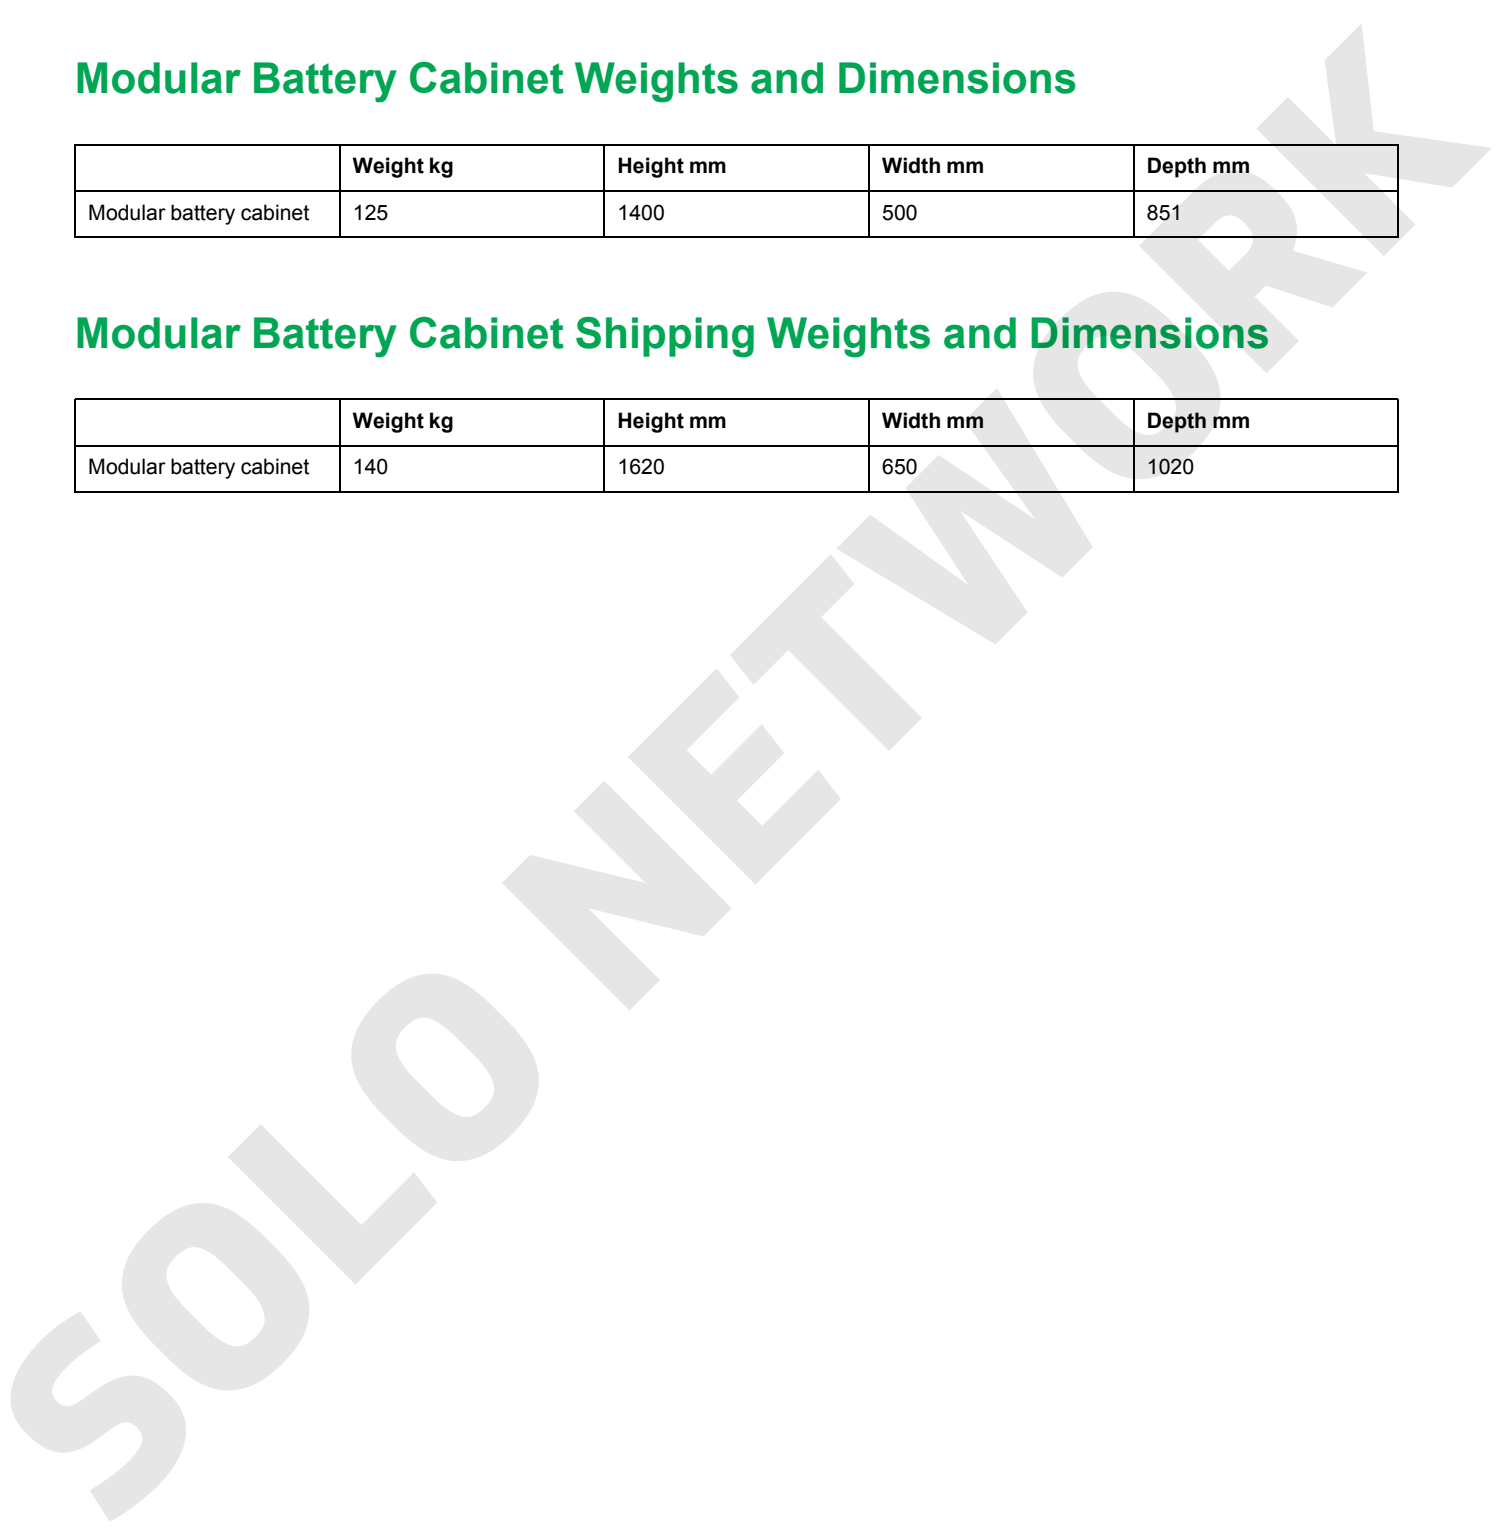 Modular Battery Cabinet Weights and Dimensions
Weight kg Height mm Width mm Depth mm
Modular battery cabinet 125 1400 500 851
Modular Battery Cabinet Shipping Weights and Dimensions
Weight kg Height mm Width mm Depth mm
Modular battery cabinet 140 1620 650 1020
SOLO NETWORK